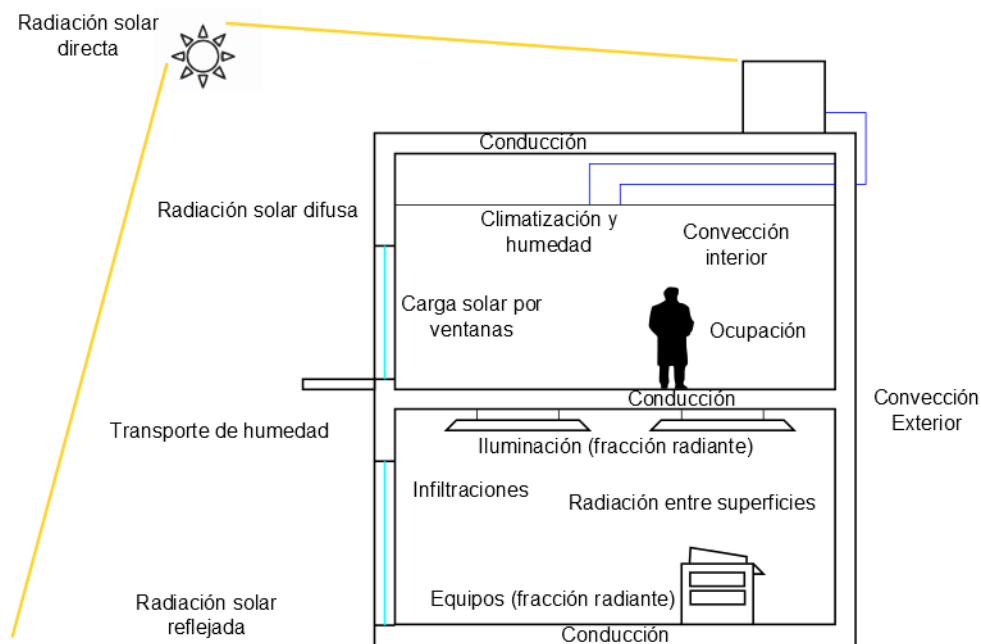 Radiación solar
directa
Conducción
Radiación solar difusa
Climatización y
humedad
Convección
interior
Carga solar por
ventanas
Ocupación
Conducción
Convección
Exterior
Transporte de humedad
Iluminación (fracción radiante)
Infiltraciones
Radiación entre superficies
Radiación solar
reflejada
Equipos (fracción radiante)
Conducción